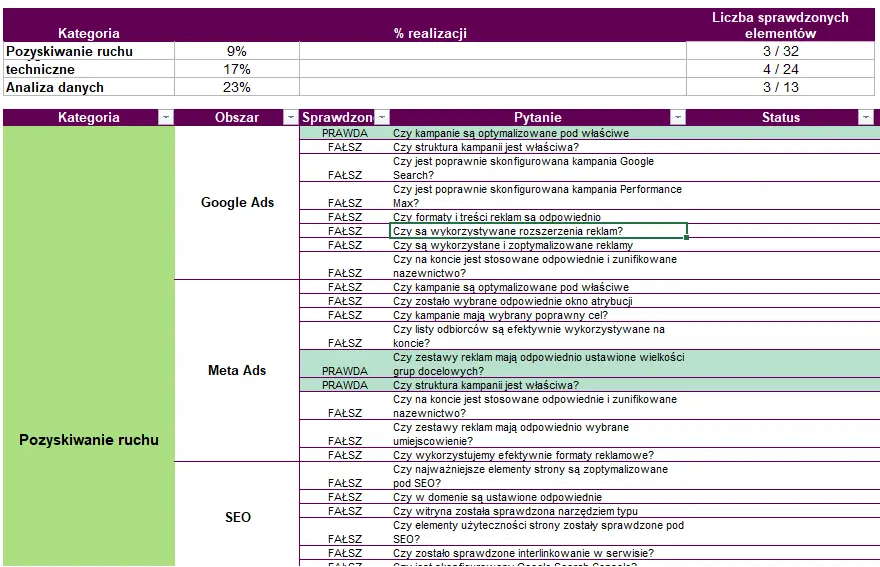 Kategoria % realizacji Liczba sprawdzonych
elementów
Pozyskiwanie ruchu 9% 3 / 32
techniczne 17% 4 / 24
Analiza danych 23% 3 / 13
Kategoria Obszar Sprawdzono Pytanie Status
PRAWDA Czy kampanie są optymalizowane pod właściwe
FAŁSZ Czy struktura kampanii jest właściwa?
Czy jest poprawnie skonfigurowana kampania Google
FAŁSZ Search?
Czy jest poprawnie skonfigurowana kampania Performance
Google Ads FAŁSZ Max?
FAŁSZ Czy formaty i treści reklam są odpowiednio
FAŁSZ Czy są wykorzystywane rozszerzenia reklam?
FAŁSZ Czy są wykorzystane i zoptymalizowane reklamy
Czy na koncie jest stosowane odpowiednie i zunifikowane
FAŁSZ nazewnictwo?
FAŁSZ Czy kampanie są optymalizowane pod właściwe
FAŁSZ Czy zostało wybrane odpowiednie okno atrybucji
FAŁSZ Czy kampanie mają wybrany poprawny cel?
Czy listy odbiorców są efektywnie wykorzystywane na
FAŁSZ koncie?
Czy zestawy reklam mają odpowiednio ustawione wielkości
Meta Ads PRAWDA grup docelowych?
PRAWDA Czy struktura kampanii jest właściwa?
Czy na koncie jest stosowane odpowiednie i zunifikowane
FAŁSZ nazewnictwo?
Czy zestawy reklam mają odpowiednio wybrane
Pozyskiwanie ruchu FAŁSZ umiejscowienie?
FAŁSZ Czy wykorzystujemy efektywnie formaty reklamowe?
Czy najważniejsze elementy strony są zoptymalizowane
FAŁSZ pod SEO?
FAŁSZ Czy w domenie są ustawione odpowiednie
SEO FAŁSZ Czy witryna została sprawdzona narzędziem typu
Czy elementy użyteczności strony zostały sprawdzone pod
FAŁSZ SEO?
FAŁSZ Czy zostało sprawdzone interlinkowanie w serwisie?
Czy jest skonfigurowana Google Search Console?